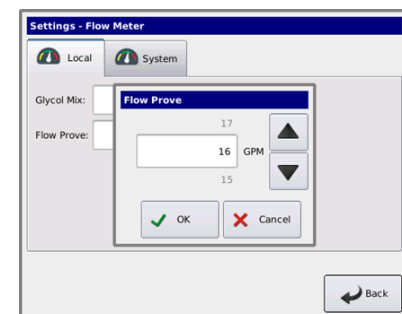 Settings - Flow Meter
Local
System
Glycol Mix:
Flow Prove:
Flow Prove
17
16 GPM
15
OK
Cancel
Back